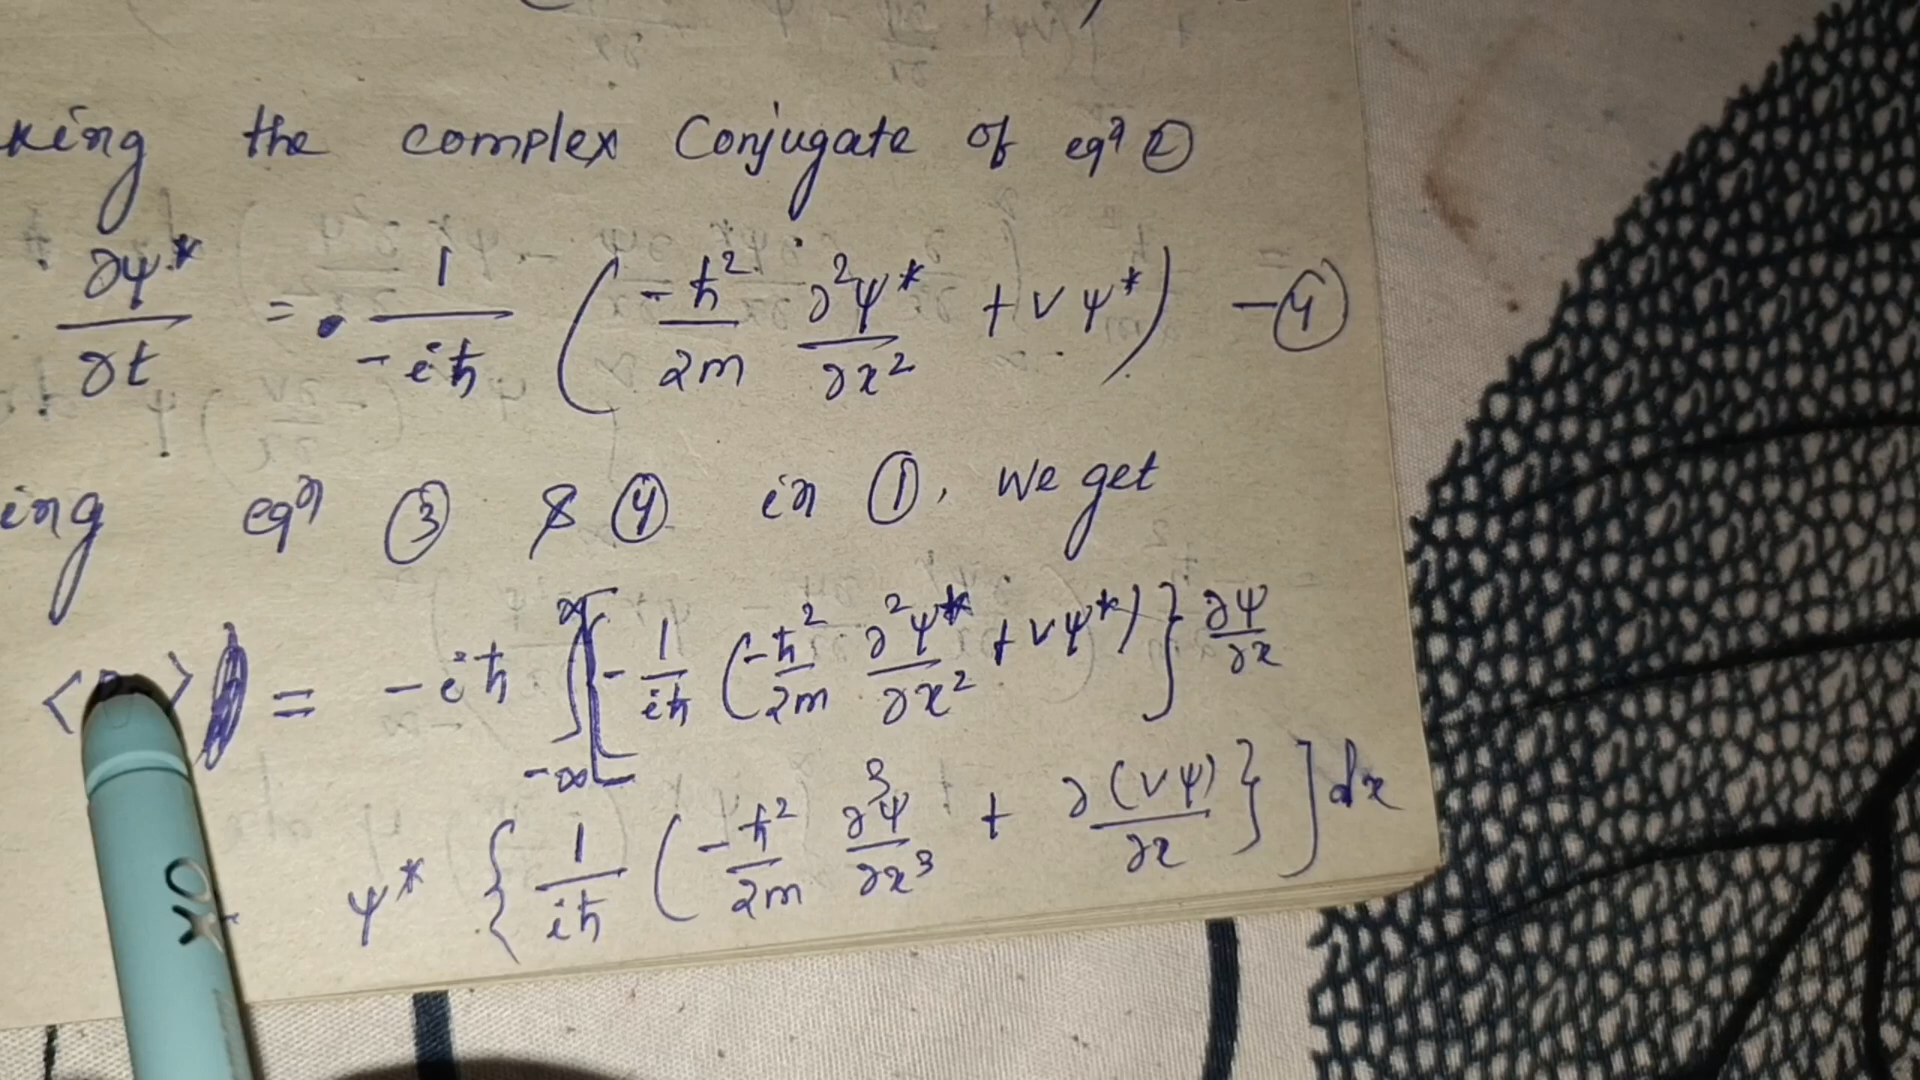 king the complex Conjugate of eqⁿ ②
∂ψ*/∂t = 1/-iħ ( -ħ²/2m ∂²ψ*/∂x² + vψ* ) - ④
ing eqⁿ ③ & ④ in ①, we get
< > = -iħ ∫_{-∞}^{∞} [ - 1/iħ ( -ħ²/2m ∂²ψ*/∂x² + vψ* ) } ∂ψ/∂x
ψ* { 1/iħ ( -ħ²/2m ∂³ψ/∂x³ + ∂(vψ)/∂x } ] dx